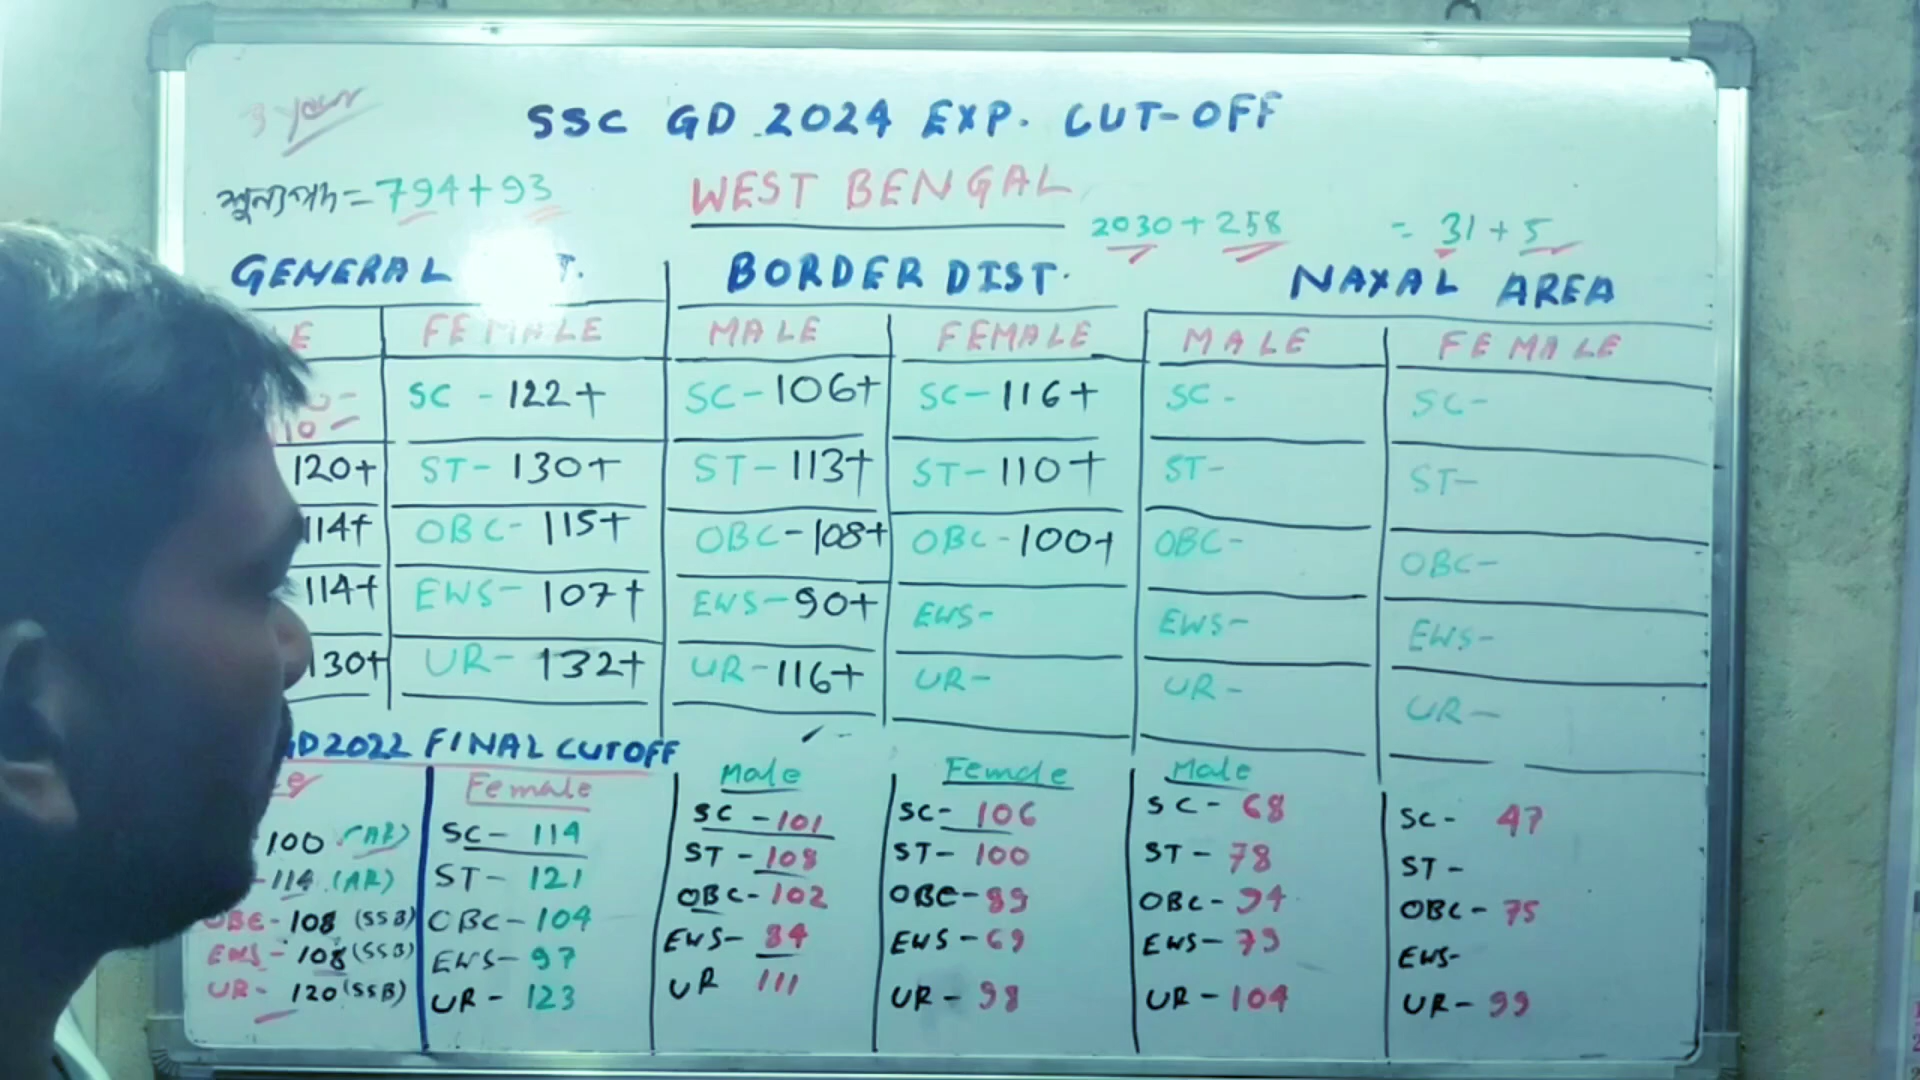 3 year
SSC GD 2024 EXP. CUT-OFF
শূন্যপদ = 794+93
WEST BENGAL
2030 + 258
= 31 + 5
GENERAL T.
BORDER DIST.
NAXAL AREA
LE FEMALE MALE FEMALE MALE FEMALE
SC - 122+ SC - 106+ SC - 116+ SC - SC -
120+ ST - 130+ ST - 113+ ST - 110+ ST - ST -
114+ OBC - 115+ OBC - 108+ OBC - 100+ OBC - OBC -
114+ EWS - 107+ EWS - 90+ EWS - EWS - EWS -
130+ UR - 132+ UR - 116+ UR - UR - UR -
GD 2022 FINAL CUTOFF
Female Male Female Male
100 (AR) SC - 114 SC - 101 SC - 106 SC - 68 SC - 47
- 114 (AR) ST - 121 ST - 108 ST - 100 ST - 78 ST -
OBC - 108 (SSB) OBC - 104 OBC - 102 OBC - 89 OBC - 94 OBC - 75
EWS - 108 (SSB) EWS - 97 EWS - 84 EWS - 69 EWS - 79 EWS -
UR - 120 (SSB) UR - 123 UR 111 UR - 98 UR - 104 UR - 99